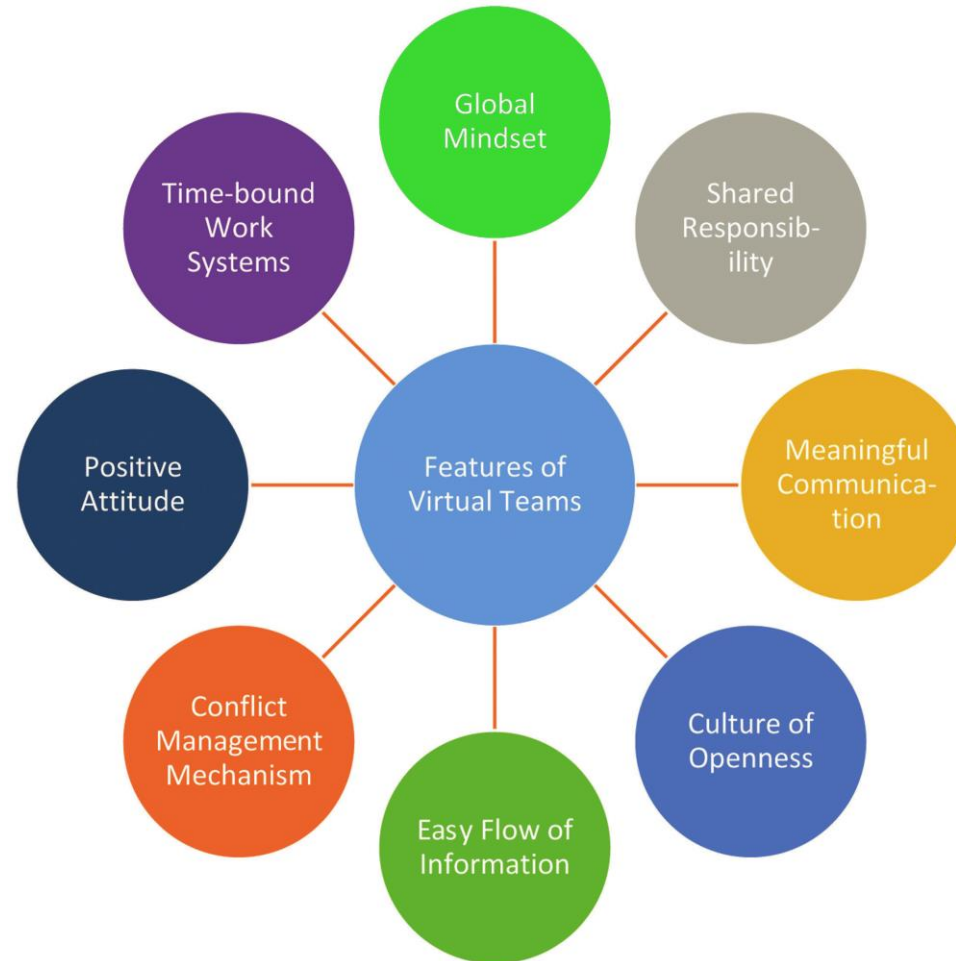 Global
Mindset
Shared
Responsib-
ility
Meaningful
Communica-
tion
Culture of
Openness
Easy Flow of
Information
Conflict
Management
Mechanism
Positive
Attitude
Time-bound
Work
Systems
Features of
Virtual Teams